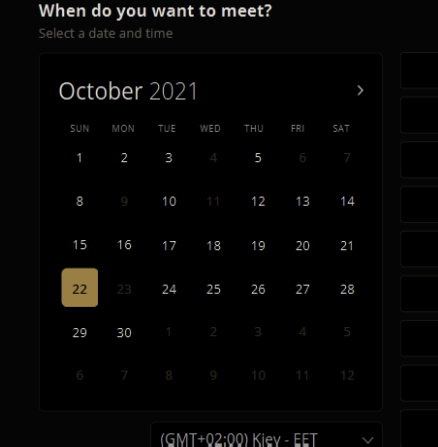 When do you want to meet?
Select a date and time
October 2021
SUN MON TUE WED THU FRI SAT
1 2 3 4 5 6 7
8 9 10 11 12 13 14
15 16 17 18 19 20 21
22 23 24 25 26 27 28
29 30 1 2 3 4 5
6 7 8 9 10 11 12
(GMT+02:00) Kiev - EET